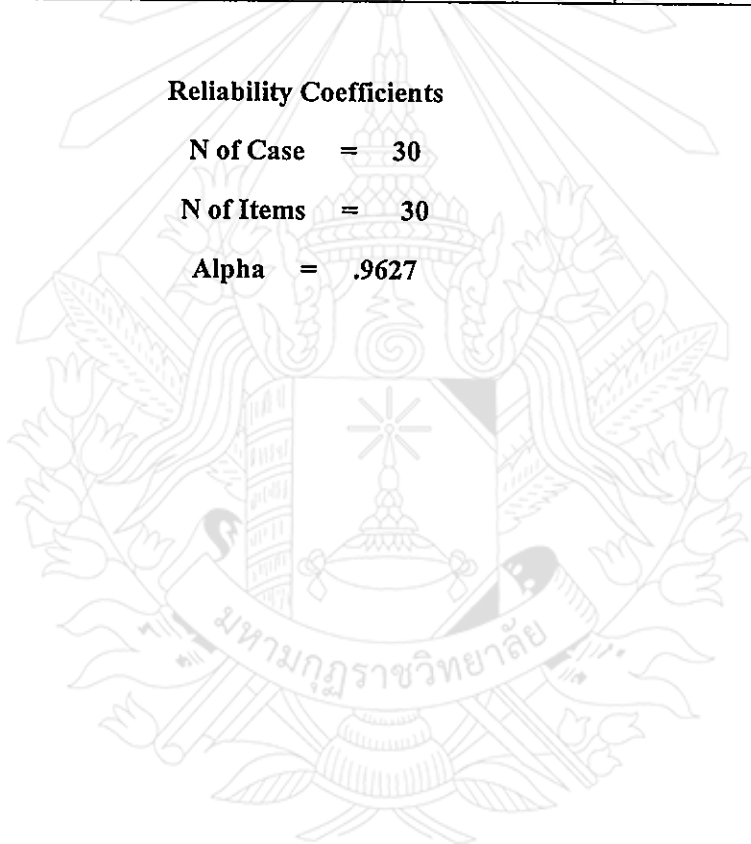 Reliability Coefficients
N of Case = 30
N of Items = 30
Alpha = .9627
มหามกุฏราชวิทยาลัย